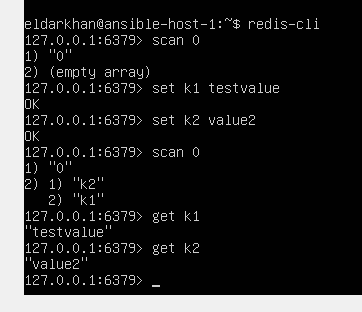 eldarkhan@ansible-host-1:~$ redis-cli
127.0.0.1:6379> scan 0
1) "0"
2) (empty array)
127.0.0.1:6379> set k1 testvalue
OK
127.0.0.1:6379> set k2 value2
OK
127.0.0.1:6379> scan 0
1) "0"
2) 1) "k2"
   2) "k1"
127.0.0.1:6379> get k1
"testvalue"
127.0.0.1:6379> get k2
"value2"
127.0.0.1:6379> _